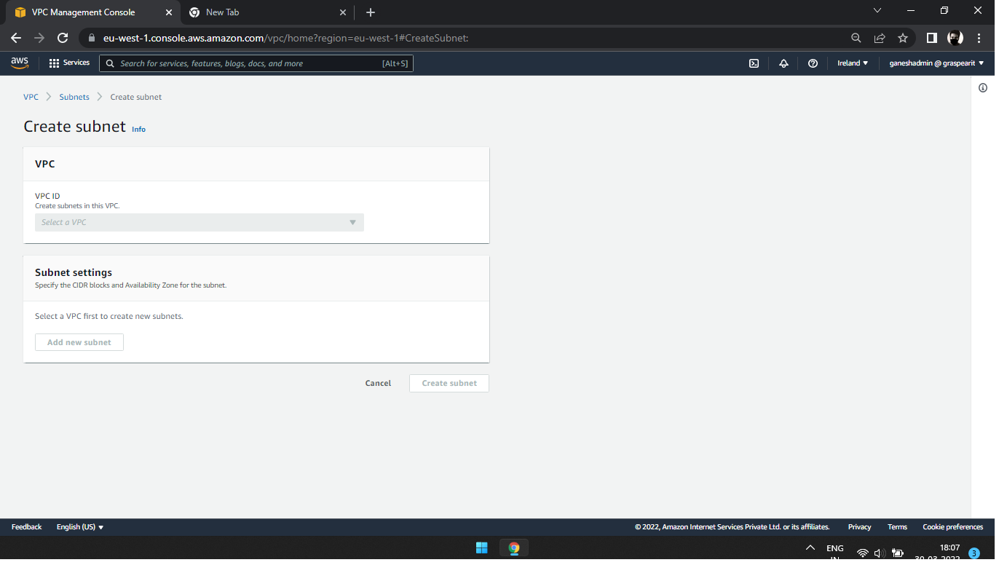 VPC Management Console
New Tab
eu-west-1.console.aws.amazon.com/vpc/home?region=eu-west-1#CreateSubnet:
aws
Services
Search for services, features, blogs, docs, and more
[Alt+S]
Ireland
ganeshadmin @ graspearit
VPC
Subnets
Create subnet
Create subnet Info
VPC
VPC ID
Create subnets in this VPC.
Select a VPC
Subnet settings
Specify the CIDR blocks and Availability Zone for the subnet.
Select a VPC first to create new subnets.
Add new subnet
Cancel
Create subnet
Feedback
English (US)
© 2022, Amazon Internet Services Private Ltd. or its affiliates.
Privacy
Terms
Cookie preferences
ENG
IN
18:07
30-03-2022
3